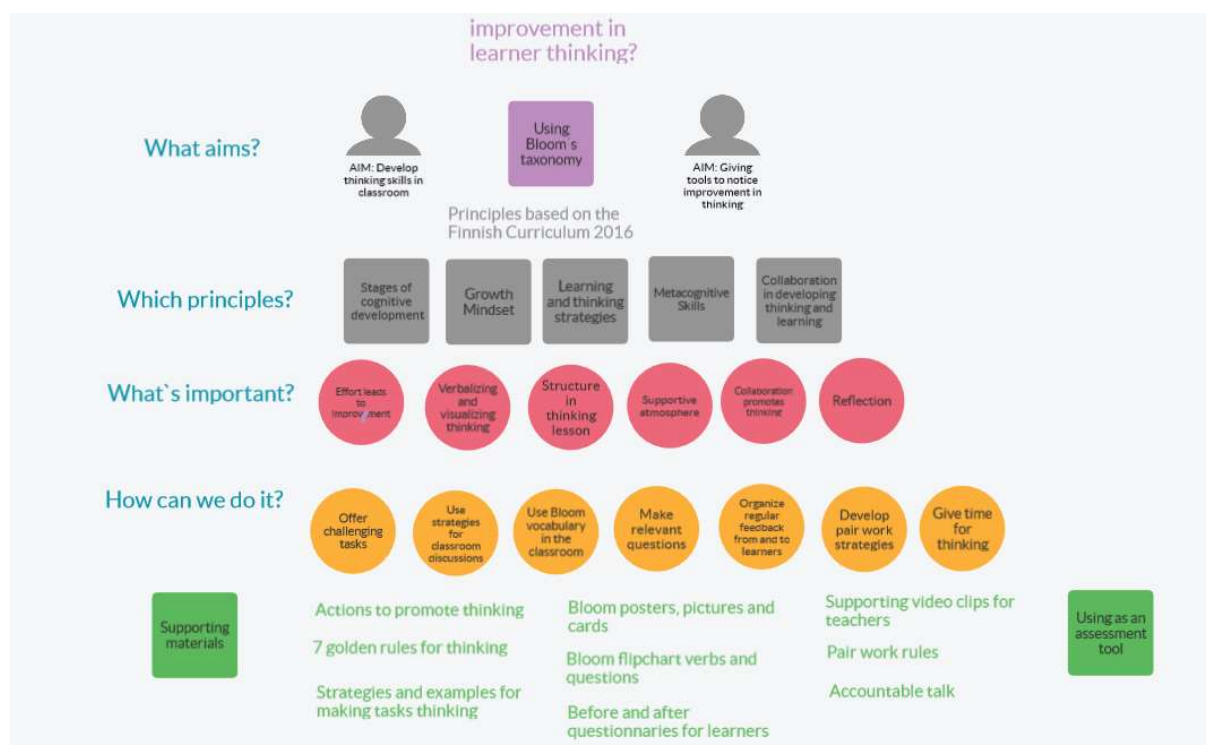 improvement in
learner thinking?
What aims?
AIM: Develop
thinking skills in
classroom
Using
Bloom`s
taxonomy
AIM: Giving
tools to notice
improvement in
thinking
Principles based on the
Finnish Curriculum 2016
Which principles?
Stages of
cognitive
development
Growth
Mindset
Learning
and thinking
strategies
Metacognitive
Skills
Collaboration
in developing
thinking and
learning
What`s important?
Effort leads
to
improvement
Verbalizing
and
visualizing
thinking
Structure
in
thinking
lesson
Supportive
atmosphere
Collaboration
promotes
thinking
Reflection
How can we do it?
Offer
challenging
tasks
Use
strategies
for
classroom
discussions
Use Bloom
vocabulary
in the
classroom
Make
relevant
questions
Organize
regular
feedback
from and to
learners
Develop
pair work
strategies
Give time
for
thinking
Supporting
materials
Actions to promote thinking
7 golden rules for thinking
Strategies and examples for
making tasks thinking
Bloom posters, pictures and
cards
Bloom flipchart verbs and
questions
Before and after
questionnaries for learners
Supporting video clips for
teachers
Pair work rules
Accountable talk
Using as an
assessment
tool